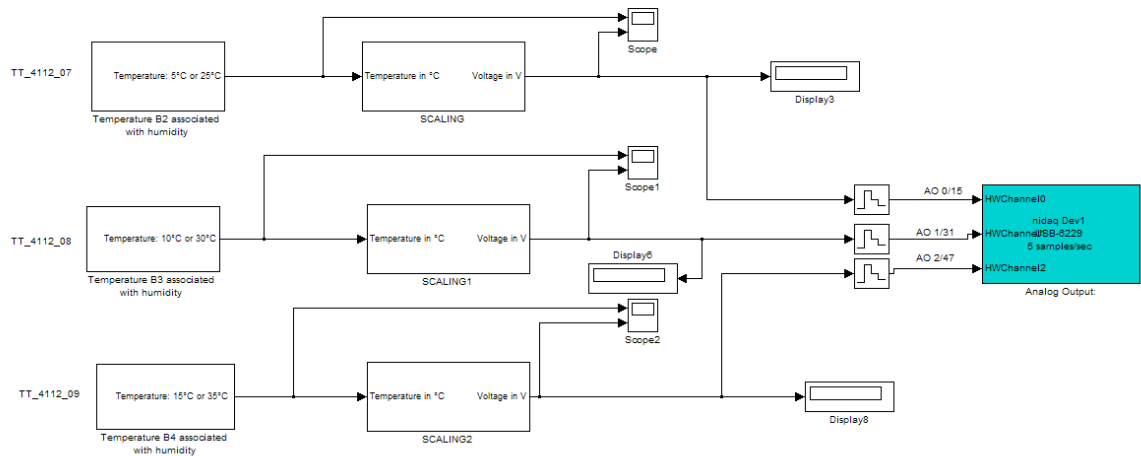 TT_4112_07
Temperature: 5°C or 25°C
Temperature B2 associated
with humidity
Temperature in °C
Voltage in V
SCALING
Scope
Display3
TT_4112_08
Temperature: 10°C or 30°C
Temperature B3 associated
with humidity
Temperature in °C
Voltage in V
SCALING1
Scope1
Display6
AO 0/15
AO 1/31
AO 2/47
HWChannel0
nidaq Dev1
HWChannel1
USB-6229
5 samples/sec
HWChannel2
Analog Output:
TT_4112_09
Temperature: 15°C or 35°C
Temperature B4 associated
with humidity
Temperature in °C
Voltage in V
SCALING2
Scope2
Display8